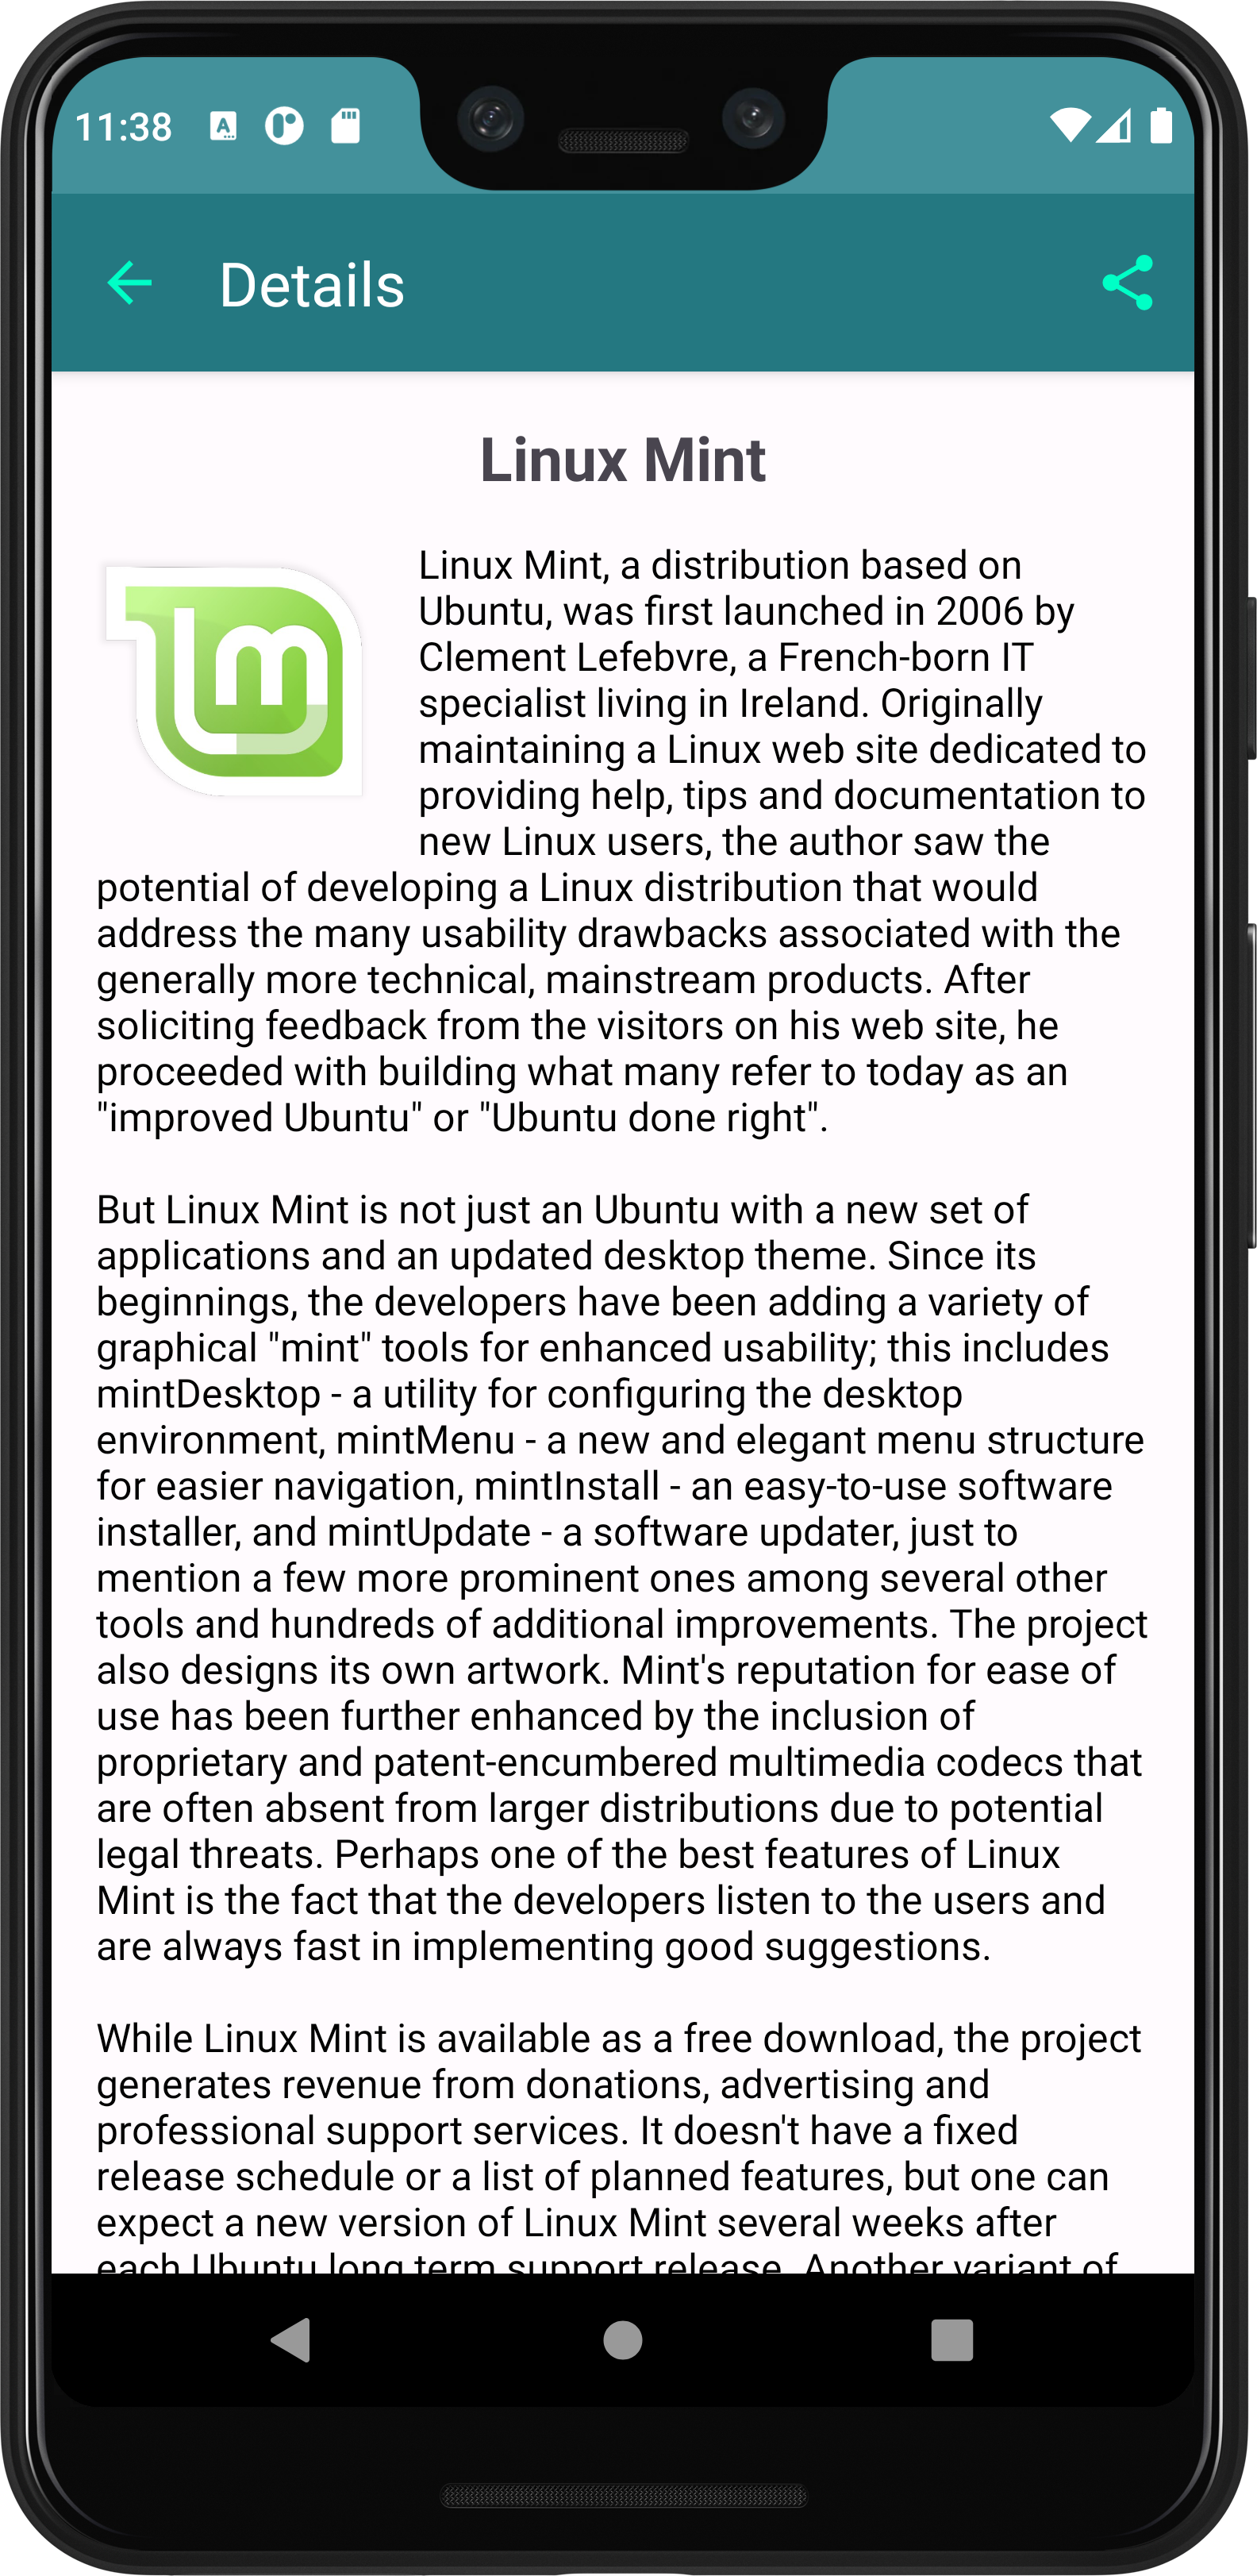 11:38
Details
Linux Mint
Linux Mint, a distribution based on
Ubuntu, was first launched in 2006 by
Clement Lefebvre, a French-born IT
specialist living in Ireland. Originally
maintaining a Linux web site dedicated to
providing help, tips and documentation to
new Linux users, the author saw the
potential of developing a Linux distribution that would
address the many usability drawbacks associated with the
generally more technical, mainstream products. After
soliciting feedback from the visitors on his web site, he
proceeded with building what many refer to today as an
"improved Ubuntu" or "Ubuntu done right".
But Linux Mint is not just an Ubuntu with a new set of
applications and an updated desktop theme. Since its
beginnings, the developers have been adding a variety of
graphical "mint" tools for enhanced usability; this includes
mintDesktop - a utility for configuring the desktop
environment, mintMenu - a new and elegant menu structure
for easier navigation, mintInstall - an easy-to-use software
installer, and mintUpdate - a software updater, just to
mention a few more prominent ones among several other
tools and hundreds of additional improvements. The project
also designs its own artwork. Mint's reputation for ease of
use has been further enhanced by the inclusion of
proprietary and patent-encumbered multimedia codecs that
are often absent from larger distributions due to potential
legal threats. Perhaps one of the best features of Linux
Mint is the fact that the developers listen to the users and
are always fast in implementing good suggestions.
While Linux Mint is available as a free download, the project
generates revenue from donations, advertising and
professional support services. It doesn't have a fixed
release schedule or a list of planned features, but one can
expect a new version of Linux Mint several weeks after
each Ubuntu long term support release. Another variant of